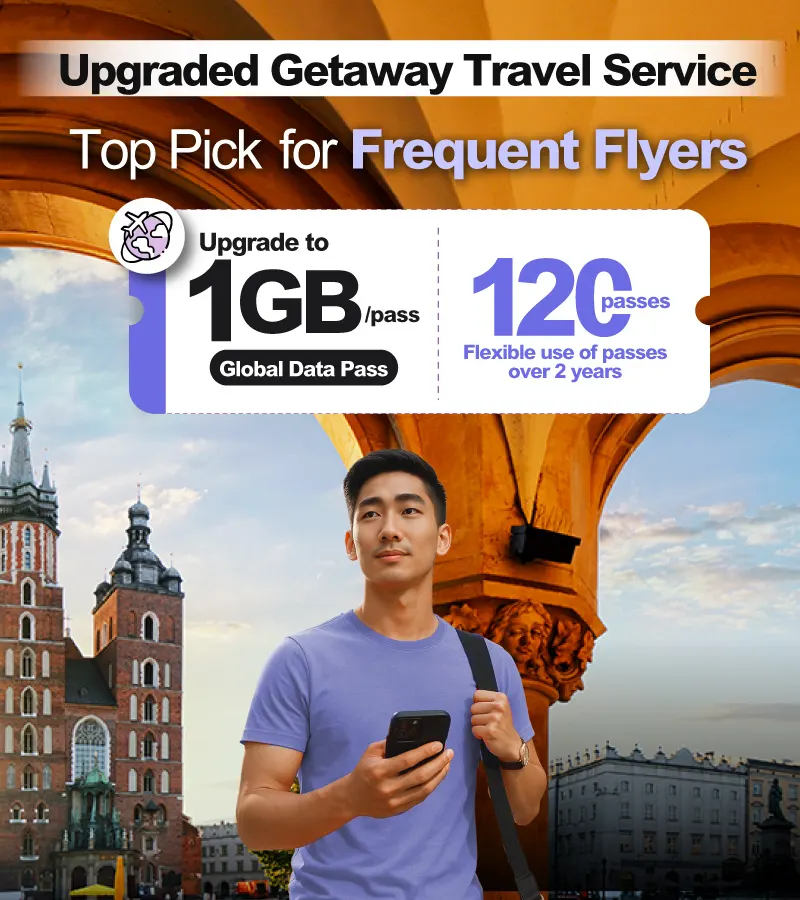 Upgraded Getaway Travel Service
Top Pick for Frequent Flyers
Upgrade to
1GB/pass
Global Data Pass
120 passes
Flexible use of passes
over 2 years